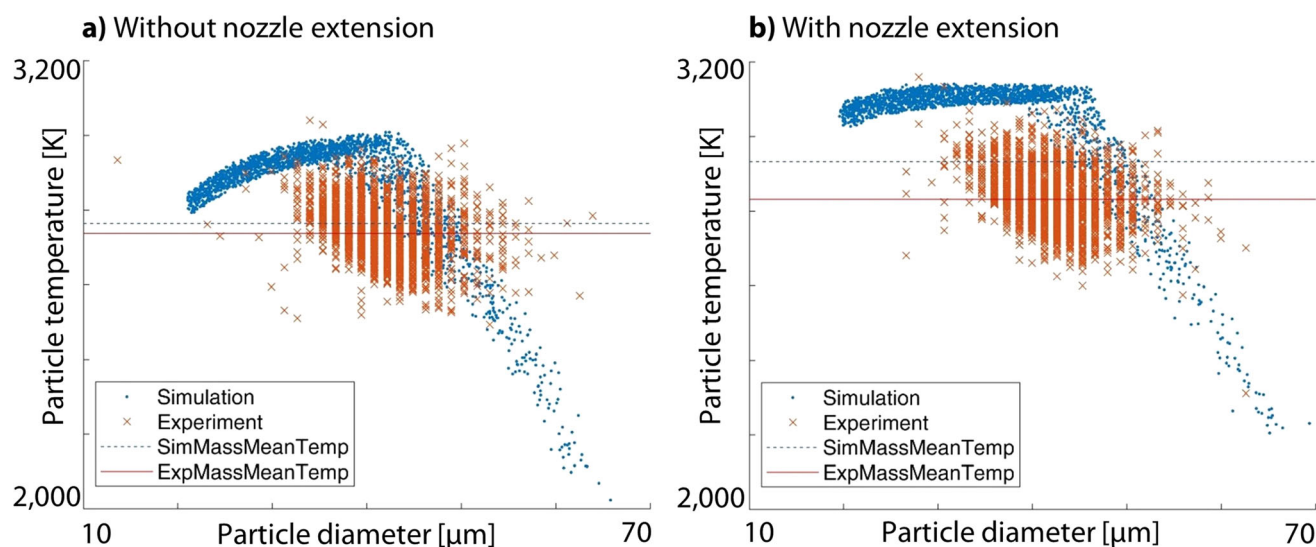 a) Without nozzle extension
3,200
Particle temperature [K]
2,000
10
Particle diameter [µm]
70
Simulation
Experiment
SimMassMeanTemp
ExpMassMeanTemp
b) With nozzle extension
3,200
Particle temperature [K]
2,000
10
Particle diameter [µm]
70
Simulation
Experiment
SimMassMeanTemp
ExpMassMeanTemp